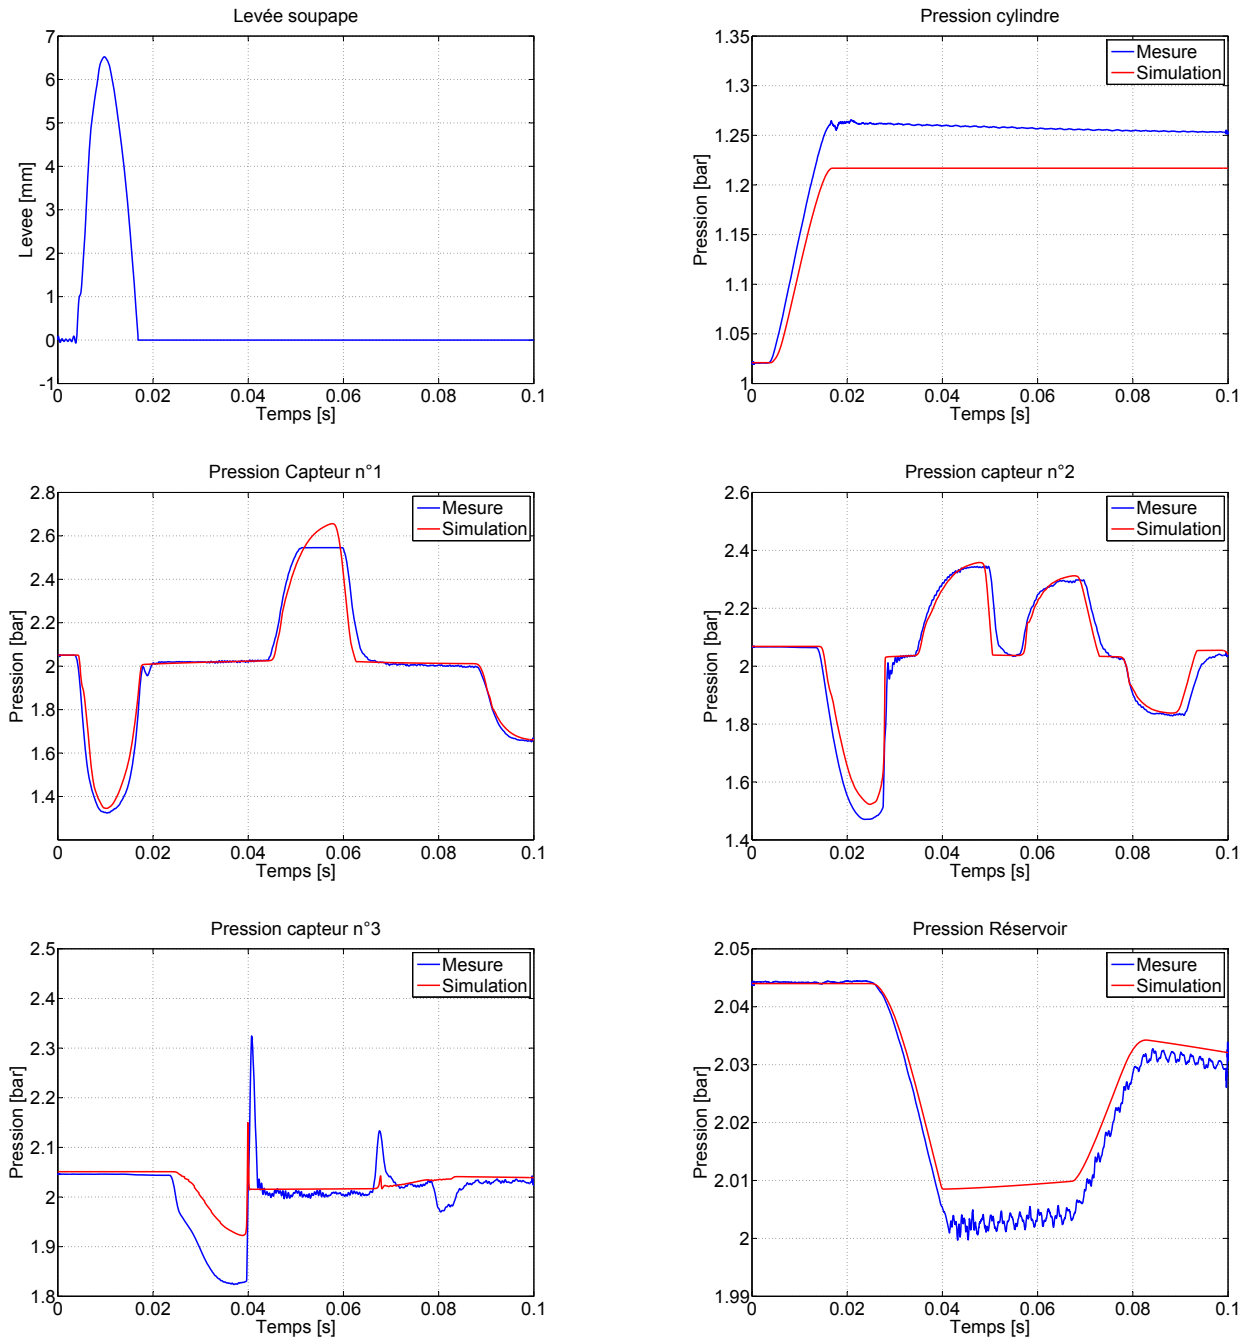 Levée soupape
7
6
5
4
3
2
1
0
-1
Levee [mm]
0 0.02 0.04 0.06 0.08 0.1
Temps [s]
Pression cylindre
1.35
1.3
1.25
1.2
1.15
1.1
1.05
1
Pression [bar]
Mesure
Simulation
0 0.02 0.04 0.06 0.08 0.1
Temps [s]
Pression Capteur n°1
2.8
2.6
2.4
2.2
2
1.8
1.6
1.4
Pression [bar]
Mesure
Simulation
0 0.02 0.04 0.06 0.08 0.1
Temps [s]
Pression capteur n°2
2.6
2.4
2.2
2
1.8
1.6
1.4
Pression [bar]
Mesure
Simulation
0 0.02 0.04 0.06 0.08 0.1
Temps [s]
Pression capteur n°3
2.5
2.4
2.3
2.2
2.1
2
1.9
1.8
Pression [bar]
Mesure
Simulation
0 0.02 0.04 0.06 0.08 0.1
Temps [s]
Pression Réservoir
2.05
2.04
2.03
2.02
2.01
2
1.99
Pression [bar]
Mesure
Simulation
0 0.02 0.04 0.06 0.08 0.1
Temps [s]